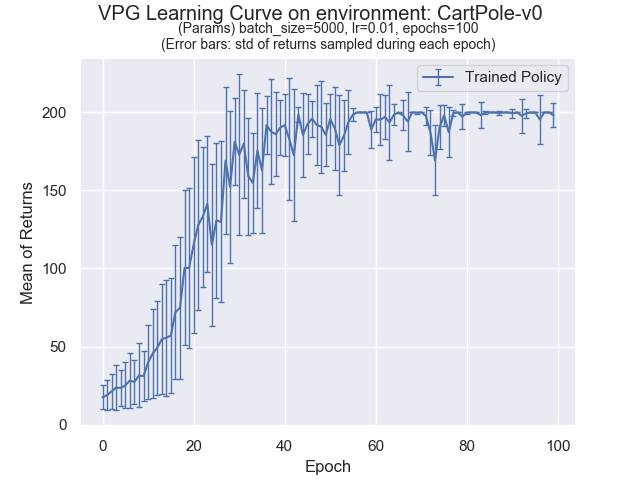 VPG Learning Curve on environment: CartPole-v0
(Params) batch_size=5000, lr=0.01, epochs=100
(Error bars: std of returns sampled during each epoch)
Trained Policy
200
150
100
50
0
Mean of Returns
0 20 40 60 80 100
Epoch